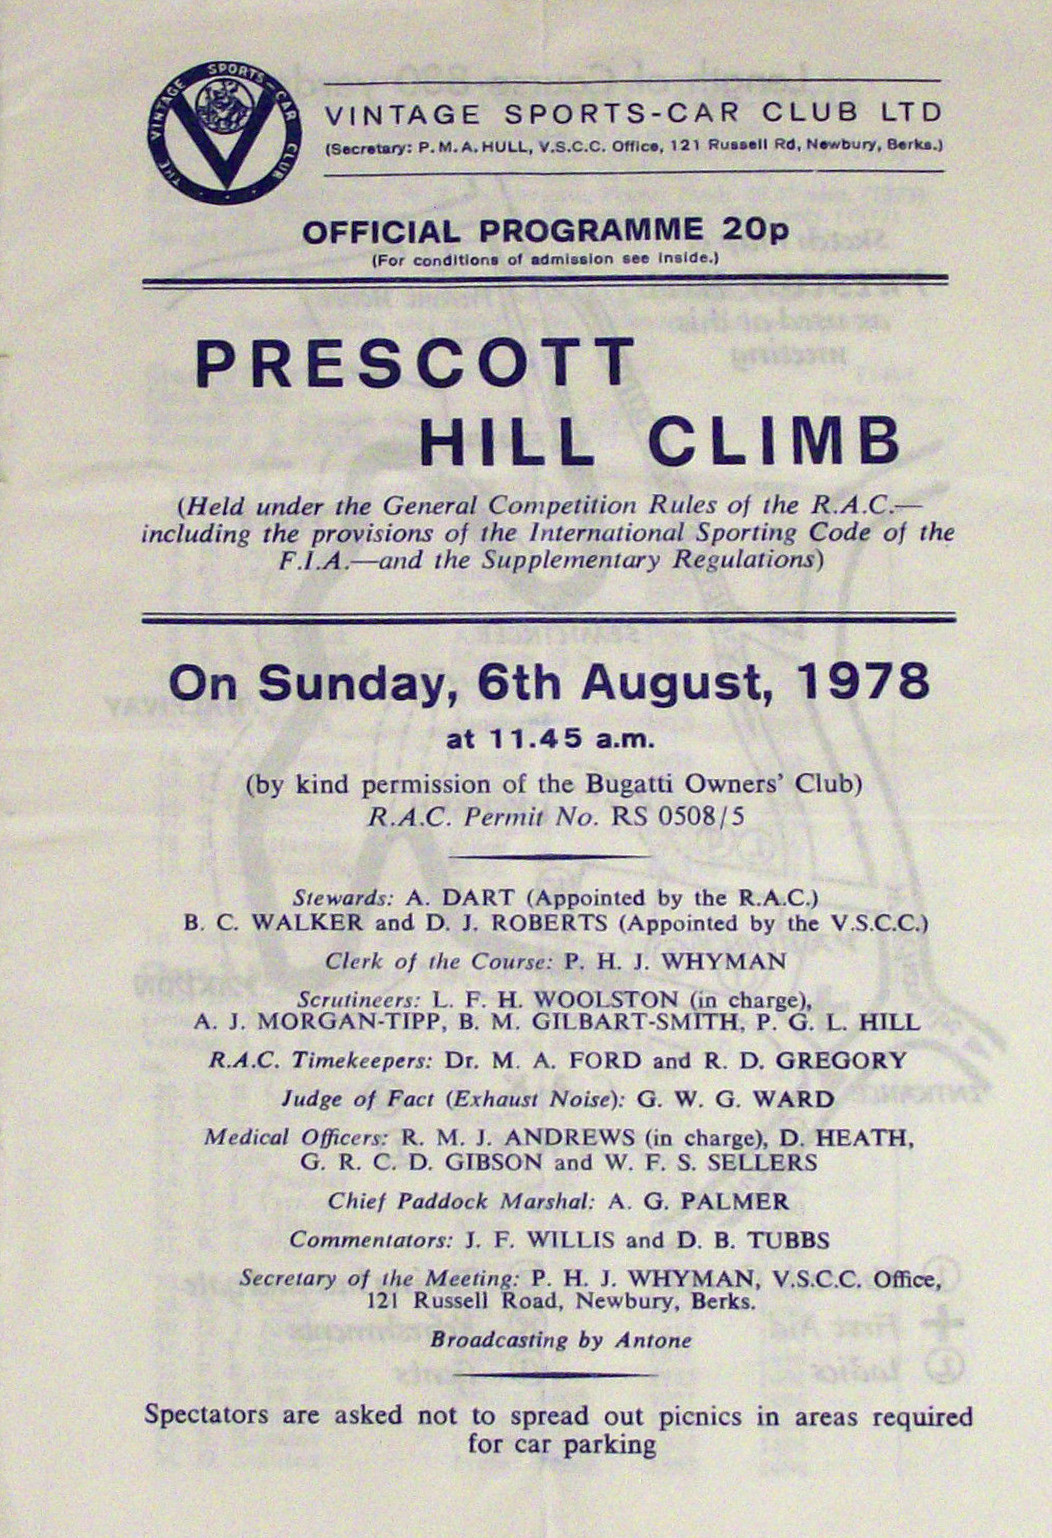 THE VINTAGE SPORTS-CAR CLUB
VINTAGE SPORTS-CAR CLUB LTD
(Secretary: P. M. A. HULL, V.S.C.C. Office, 121 Russell Rd, Newbury, Berks.)
OFFICIAL PROGRAMME 20p
(For conditions of admission see inside.)
PRESCOTT
HILL CLIMB
(Held under the General Competition Rules of the R.A.C.—
including the provisions of the International Sporting Code of the
F.I.A.—and the Supplementary Regulations)
On Sunday, 6th August, 1978
at 11.45 a.m.
(by kind permission of the Bugatti Owners' Club)
R.A.C. Permit No. RS 0508/5
Stewards: A. DART (Appointed by the R.A.C.)
B. C. WALKER and D. J. ROBERTS (Appointed by the V.S.C.C.)
Clerk of the Course: P. H. J. WHYMAN
Scrutineers: L. F. H. WOOLSTON (in charge),
A. J. MORGAN-TIPP, B. M. GILBART-SMITH, P. G. L. HILL
R.A.C. Timekeepers: Dr. M. A. FORD and R. D. GREGORY
Judge of Fact (Exhaust Noise): G. W. G. WARD
Medical Officers: R. M. J. ANDREWS (in charge), D. HEATH,
G. R. C. D. GIBSON and W. F. S. SELLERS
Chief Paddock Marshal: A. G. PALMER
Commentators: J. F. WILLIS and D. B. TUBBS
Secretary of the Meeting: P. H. J. WHYMAN, V.S.C.C. Office,
121 Russell Road, Newbury, Berks.
Broadcasting by Antone
Spectators are asked not to spread out picnics in areas required
for car parking